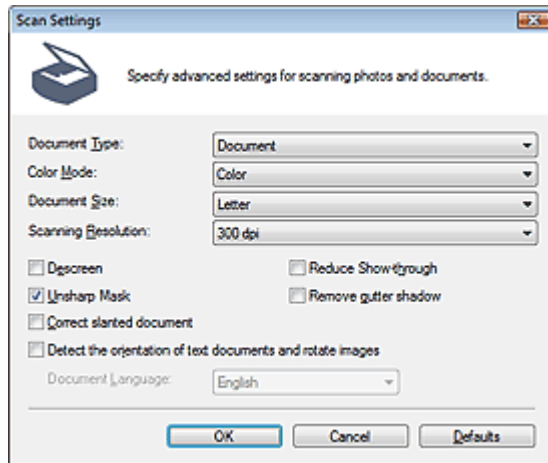 Scan Settings
Specify advanced settings for scanning photos and documents.
Document Type: Document
Color Mode: Color
Document Size: Letter
Scanning Resolution: 300 dpi
Descreen Reduce Show-through
Unsharp Mask Remove gutter shadow
Correct slanted document
Detect the orientation of text documents and rotate images
Document Language: English
OK Cancel Defaults